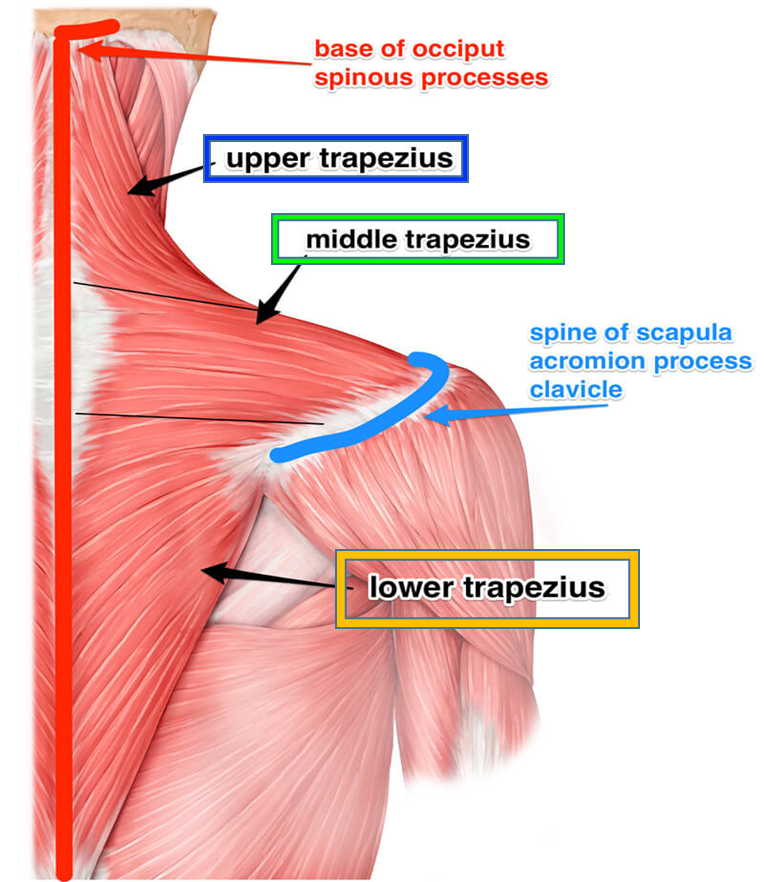 base of occiput
spinous processes
upper trapezius
middle trapezius
spine of scapula
acromion process
clavicle
lower trapezius